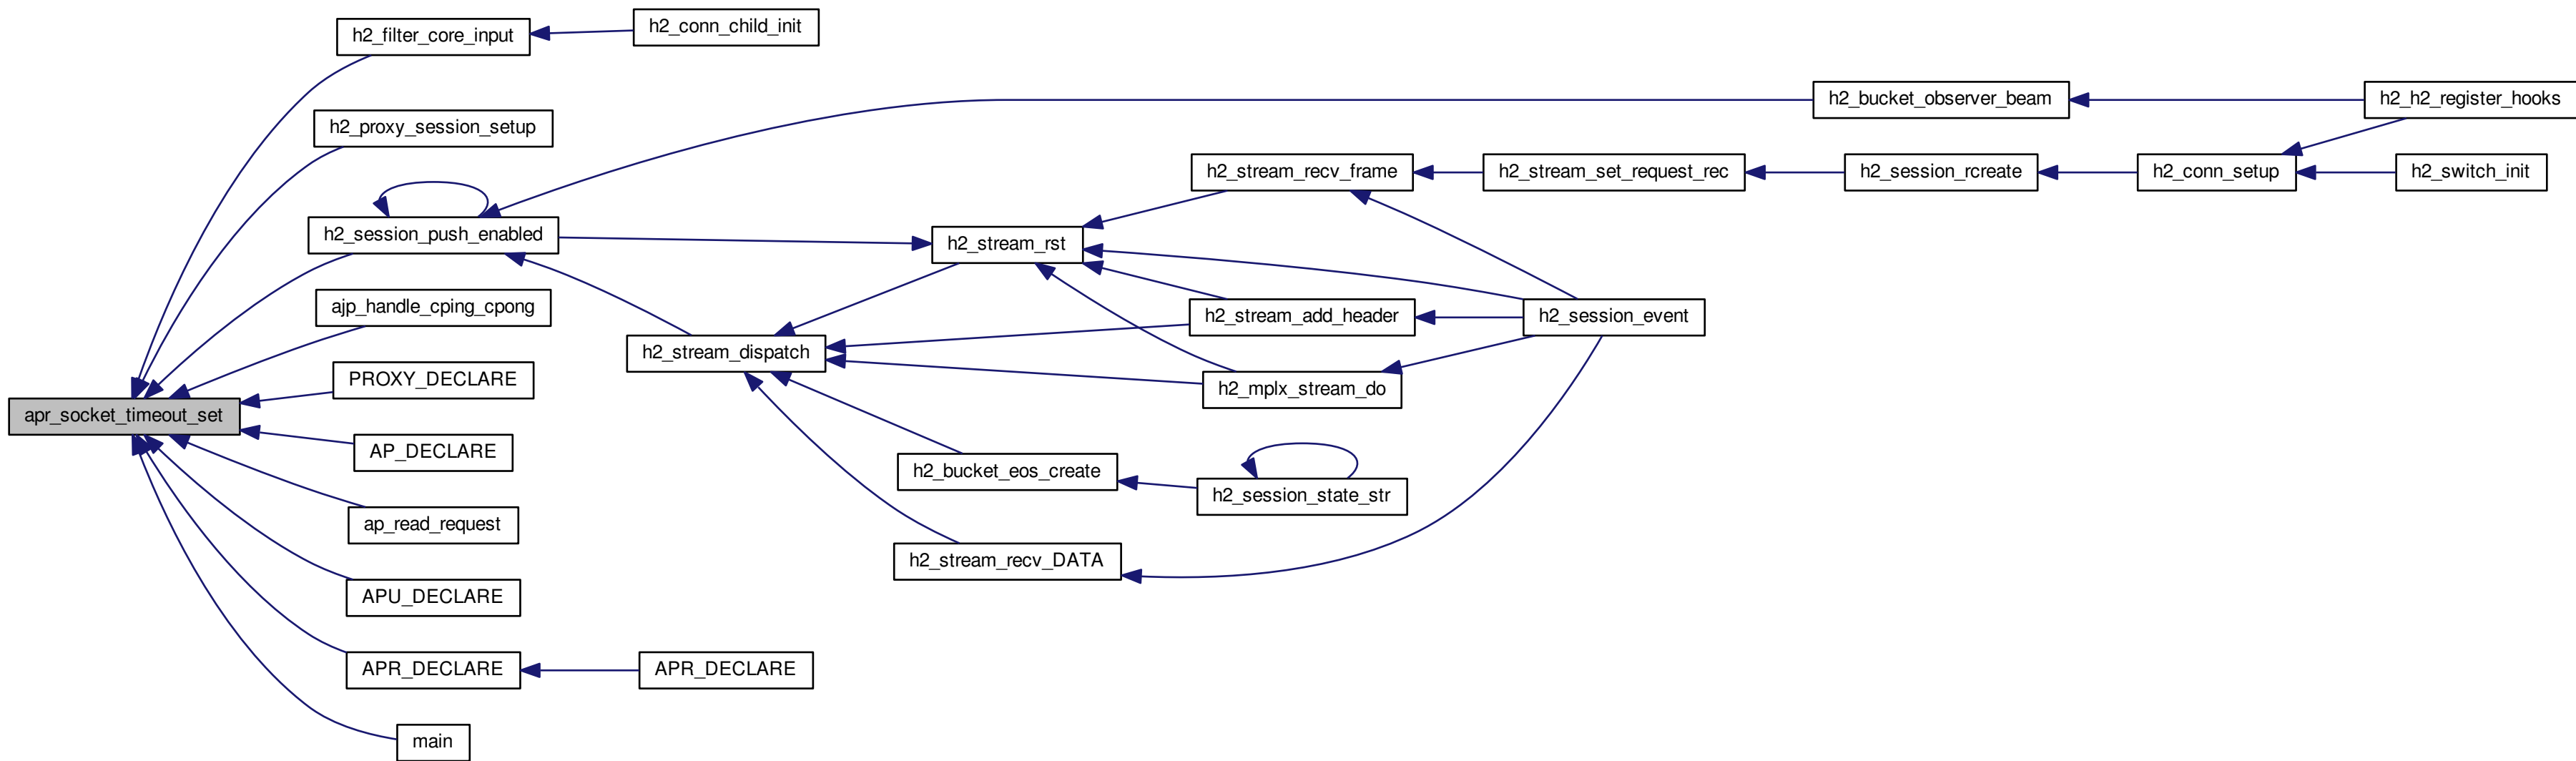 h2_filter_core_input
h2_conn_child_init
h2_proxy_session_setup
h2_bucket_observer_beam
h2_h2_register_hooks
h2_stream_recv_frame
h2_stream_set_request_rec
h2_session_rcreate
h2_conn_setup
h2_switch_init
h2_session_push_enabled
h2_stream_rst
ajp_handle_cping_cpong
h2_stream_add_header
h2_session_event
h2_stream_dispatch
PROXY_DECLARE
h2_mplx_stream_do
apr_socket_timeout_set
AP_DECLARE
h2_bucket_eos_create
h2_session_state_str
ap_read_request
h2_stream_recv_DATA
APU_DECLARE
APR_DECLARE
APR_DECLARE
main